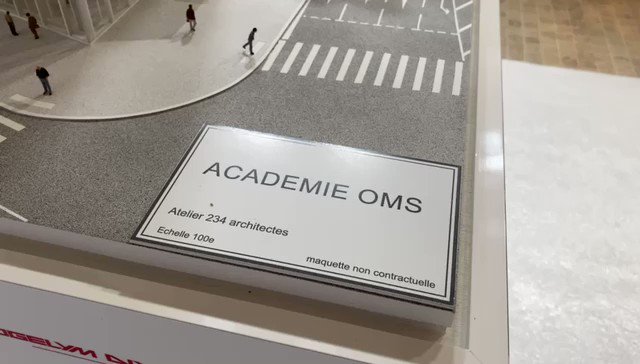 ACADEMIE OMS
Atelier 234 architectes
Echelle 100e
maquette non contractuelle